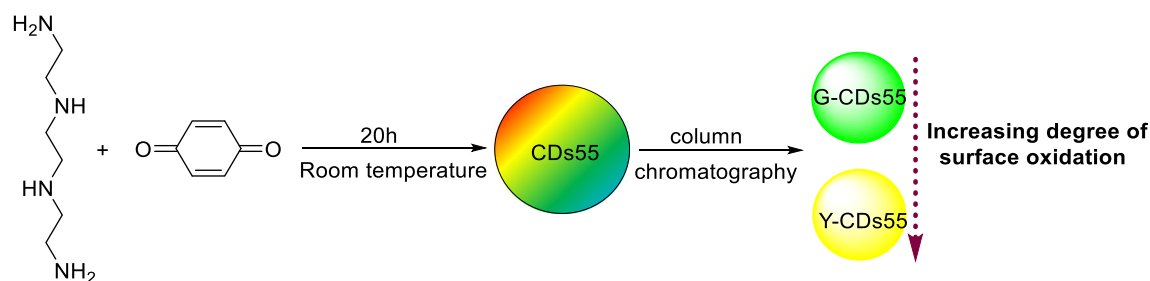 H₂N
NH
HN
NH₂
+
O
O
20h
Room temperature
CDs55
column
chromatography
G-CDs55
Y-CDs55
Increasing degree of
surface oxidation